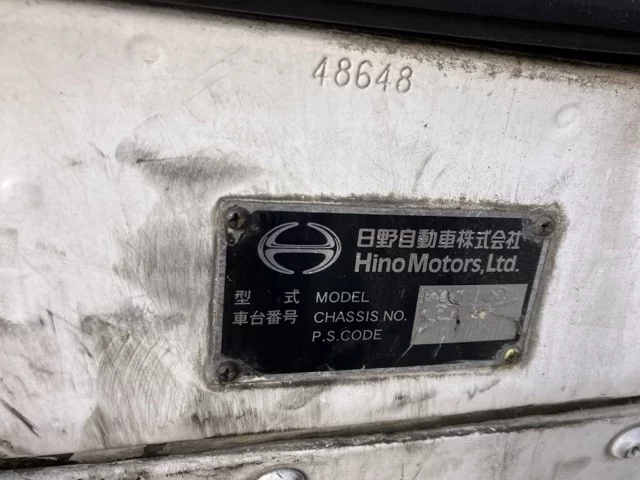 48648
日野自動車株式会社
Hino Motors, Ltd.
型 式 MODEL
車台番号 CHASSIS NO.
P.S.CODE